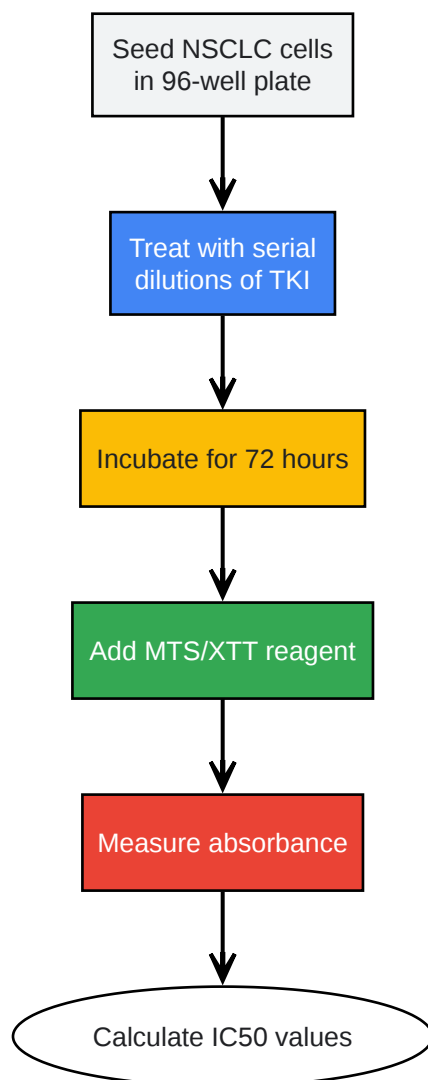 Seed NSCLC cells
in 96-well plate
Treat with serial
dilutions of TKI
Incubate for 72 hours
Add MTS/XTT reagent
Measure absorbance
Calculate IC50 values